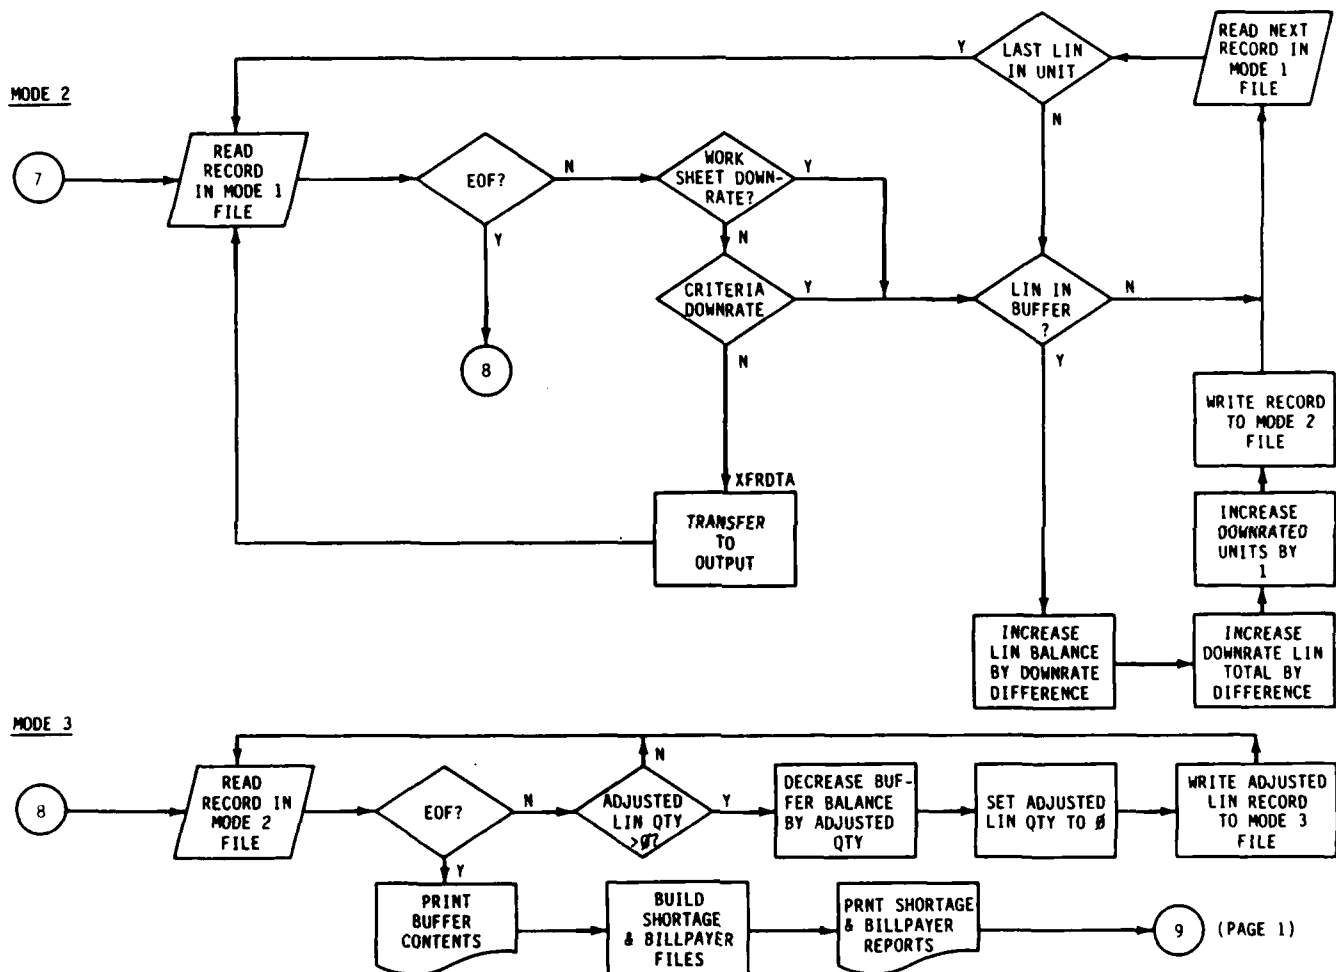 Y
LAST LIN
IN UNIT
READ NEXT
RECORD IN
MODE 1
FILE
MODE 2
N
7
READ
RECORD
IN MODE 1
FILE
EOF?
N
WORK
SHEET DOWN-
RATE?
Y
Y
N
CRITERIA
DOWNRATE
Y
LIN IN
BUFFER
?
N
8
N
Y
WRITE RECORD
TO MODE 2
FILE
XFRDTA
TRANSFER
TO
OUTPUT
INCREASE
DOWNRATED
UNITS BY
1
INCREASE
LIN BALANCE
BY DOWNRATE
DIFFERENCE
INCREASE
DOWNRATE LIN
TOTAL BY
DIFFERENCE
MODE 3
N
8
READ
RECORD IN
MODE 2
FILE
EOF?
N
ADJUSTED
LIN QTY
>Ø?
Y
DECREASE BUF-
FER BALANCE
BY ADJUSTED
QTY
SET ADJUSTED
LIN QTY TO Ø
WRITE ADJUSTED
LIN RECORD
TO MODE 3
FILE
Y
PRINT
BUFFER
CONTENTS
BUILD
SHORTAGE
& BILLPAYER
FILES
PRNT SHORTAGE
& BILLPAYER
REPORTS
9
(PAGE 1)